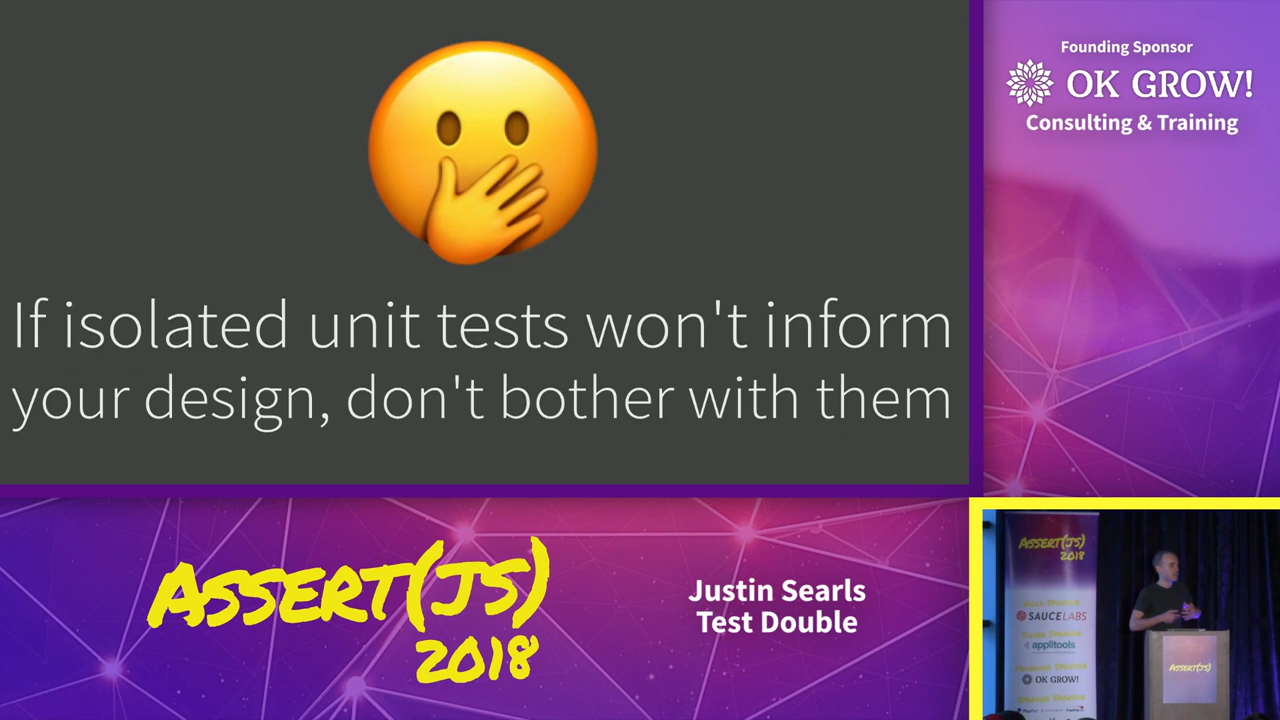 If isolated unit tests won't inform
your design, don't bother with them
Founding Sponsor
OK GROW!
Consulting & Training
ASSERT(JS)
2018
Justin Searls
Test Double
ASSERT(JS)
2018
SAUCELABS
applitools
OK GROW!
PayPal
ASSERT(JS)